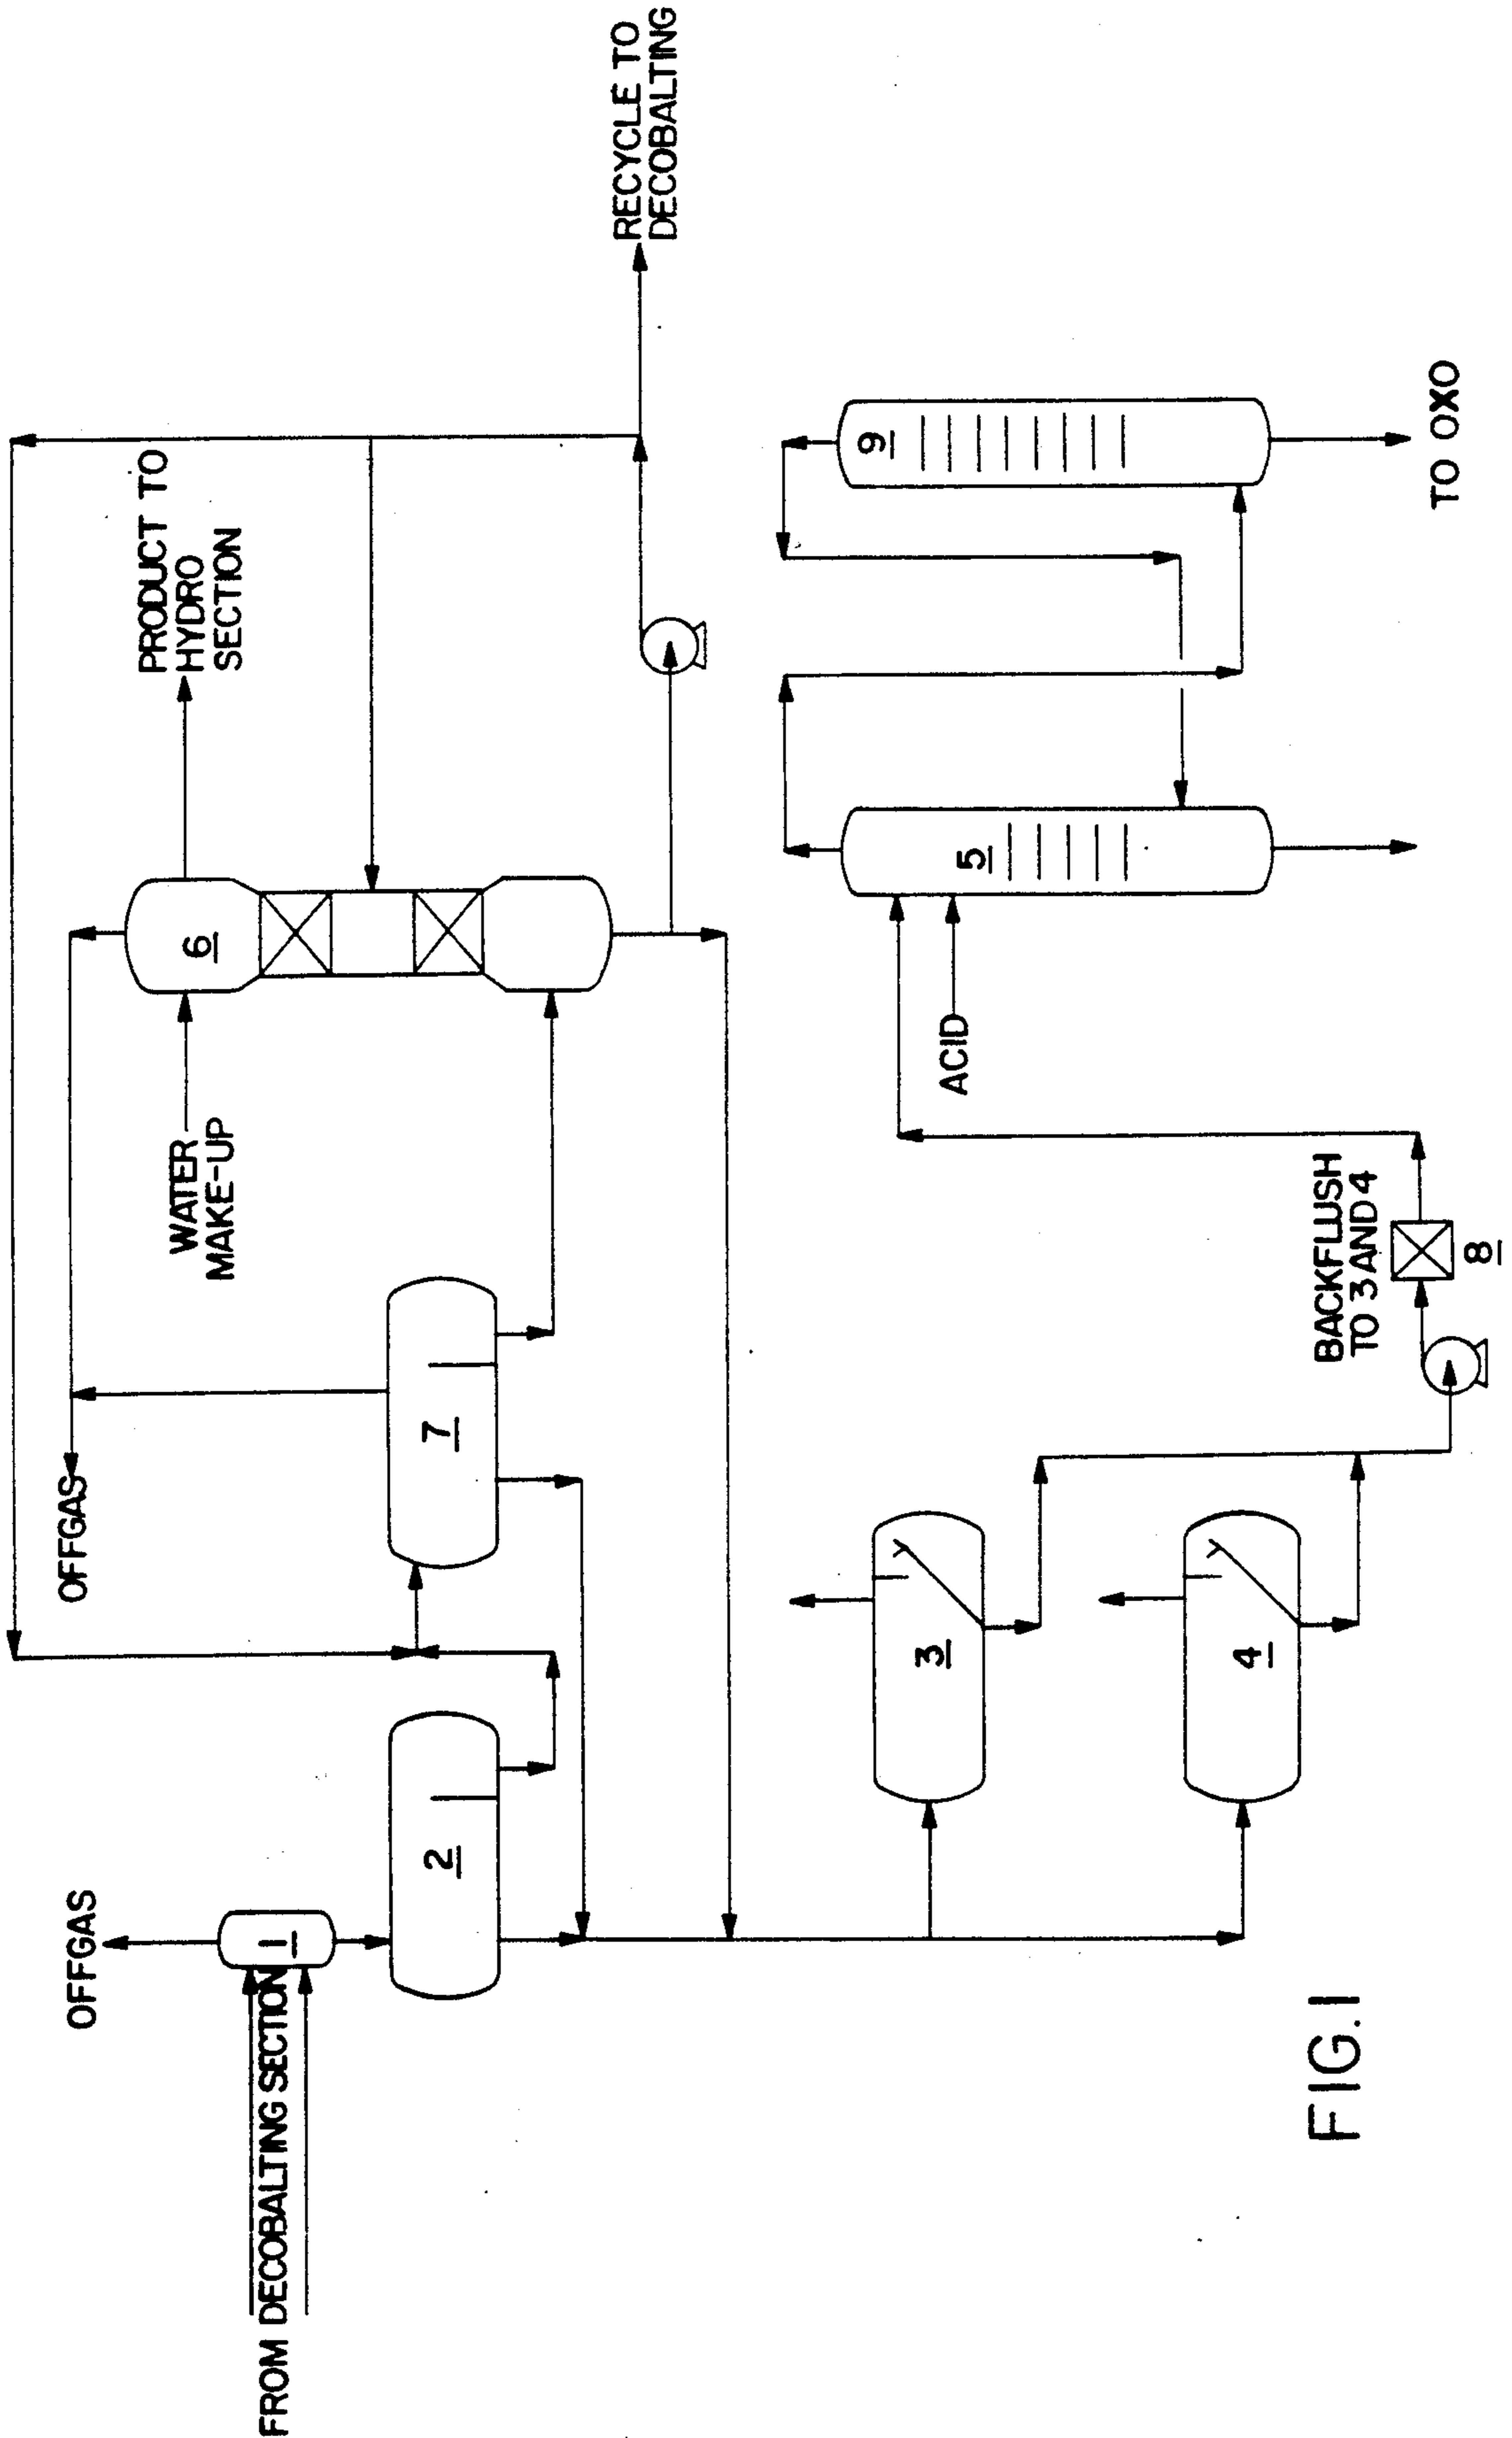 OFFGAS
FROM DECOBALTING SECTION
1
2
OFFGAS
7
WATER
MAKE-UP
6
PRODUCT TO
HYDRO
SECTION
RECYCLE TO
DECOBALTING
3
4
BACKFLUSH
TO 3 AND 4
8
ACID
5
9
TO OXO
FIG.1